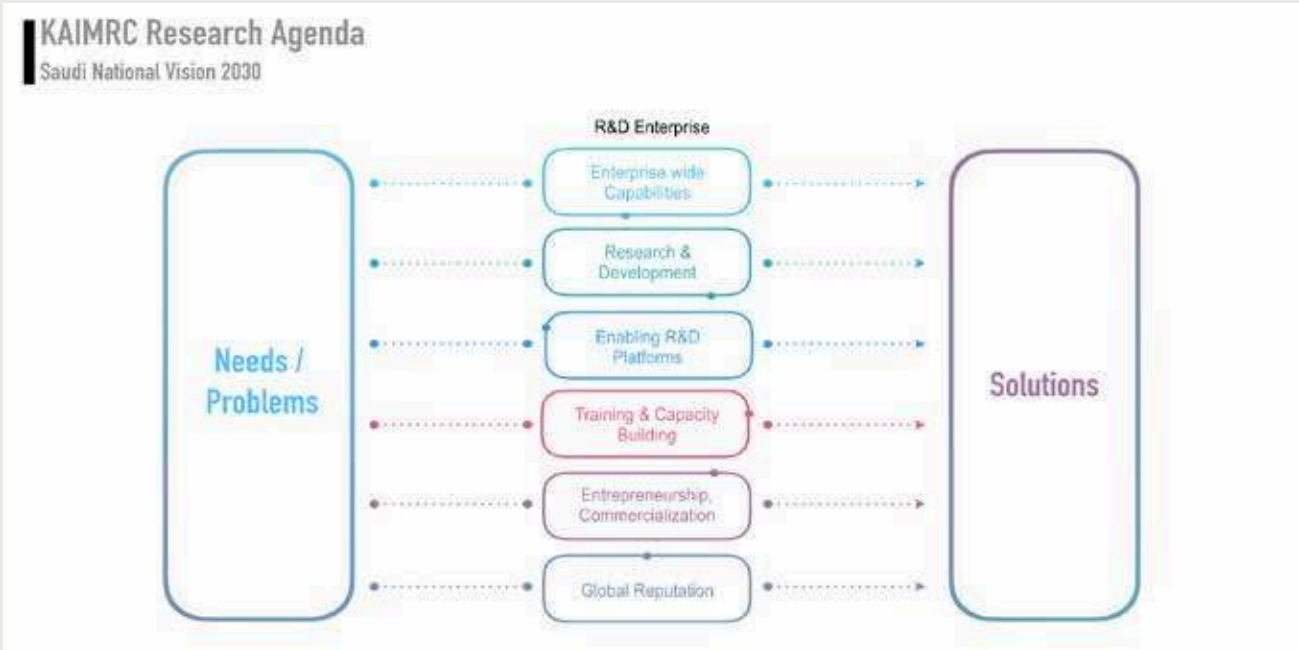 KAIMRC Research Agenda
Saudi National Vision 2030
R&D Enterprise
Needs /
Problems
Enterprise wide
Capabilities
Research &
Development
Enabling R&D
Platforms
Training & Capacity
Building
Entrepreneurship,
Commercialization
Global Reputation
Solutions